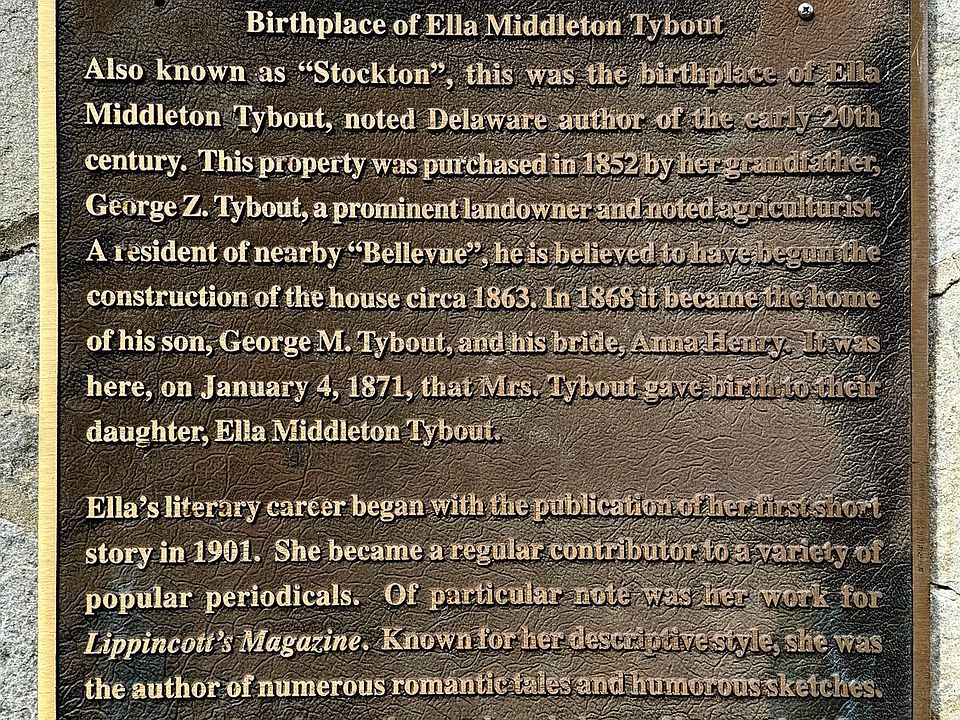 Birthplace of Ella Middleton Tybout
Also known as “Stockton”, this was the birthplace of Ella
Middleton Tybout, noted Delaware author of the early 20th
century. This property was purchased in 1852 by her grandfather,
George Z. Tybout, a prominent landowner and noted agriculturist.
A resident of nearby “Bellevue”, he is believed to have begun the
construction of the house circa 1863. In 1868 it became the home
of his son, George M. Tybout, and his bride, Anna Henry. It was
here, on January 4, 1871, that Mrs. Tybout gave birth to their
daughter, Ella Middleton Tybout.
Ella’s literary career began with the publication of her first short
story in 1901. She became a regular contributor to a variety of
popular periodicals. Of particular note was her work for
Lippincott’s Magazine. Known for her descriptive style, she was
the author of numerous romantic tales and humorous sketches.